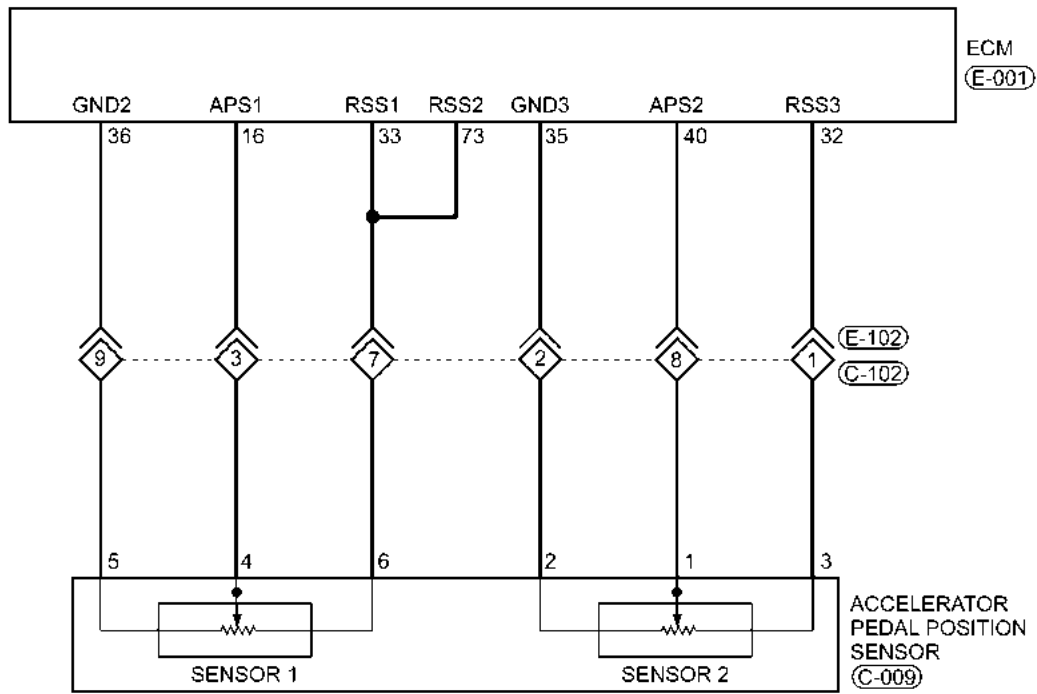 ECM
E-001
GND2 APS1 RSS1 RSS2 GND3 APS2 RSS3
36 16 33 73 35 40 32
E-102
9 3 7 2 8 1
C-102
5 4 6 2 1 3
ACCELERATOR
PEDAL POSITION
SENSOR
C-009
SENSOR 1 SENSOR 2